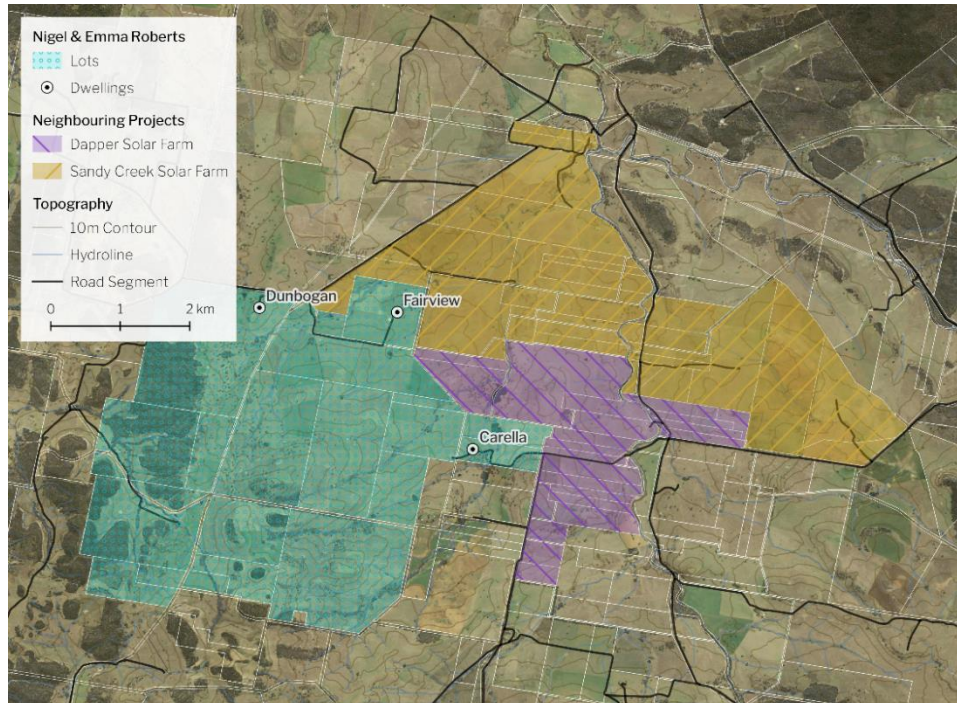 Nigel & Emma Roberts
Lots
Dwellings
Neighbouring Projects
Dapper Solar Farm
Sandy Creek Solar Farm
Topography
10m Contour
Hydroline
Road Segment
0 1 2 km
Dunbogan
Fairview
Carella